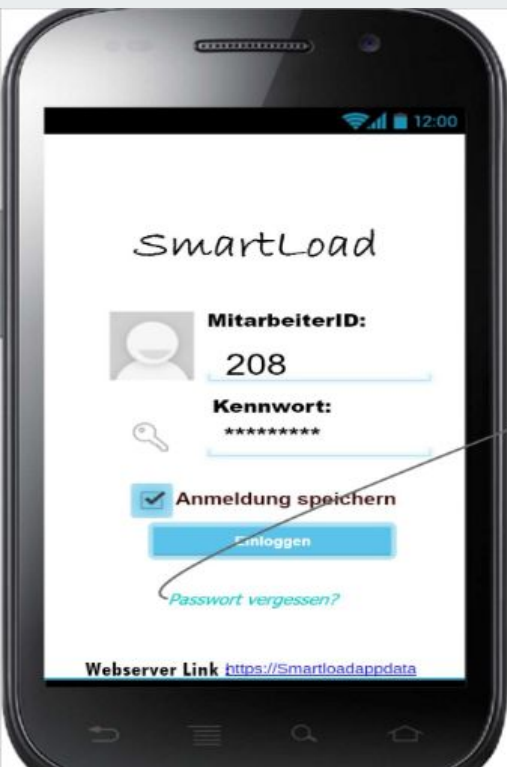 12:00
SmartLoad
MitarbeiterID:
208
Kennwort:
*********
Anmeldung speichern
Einloggen
Passwort vergessen?
Webserver Link https://Smartloadappdata